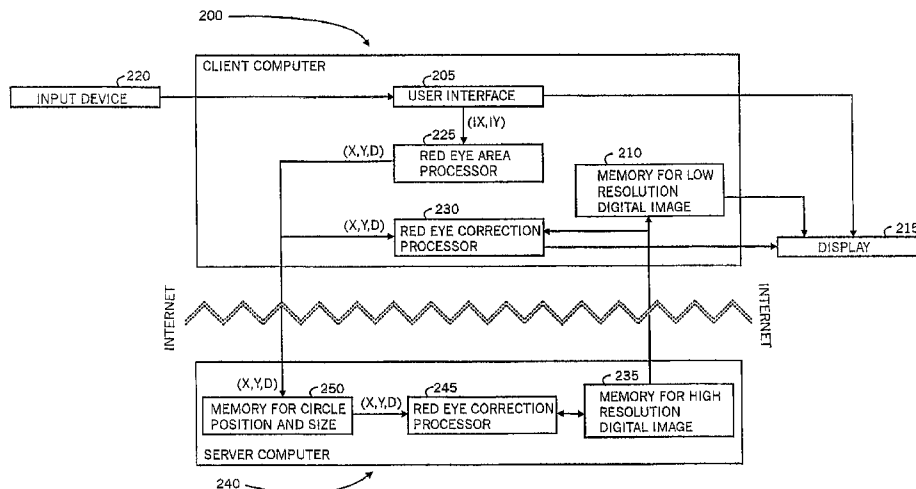 200
CLIENT COMPUTER
220
INPUT DEVICE
205
USER INTERFACE
(IX,IY)
225
(X,Y,D)
RED EYE AREA
PROCESSOR
210
MEMORY FOR LOW
RESOLUTION
DIGITAL IMAGE
230
(X,Y,D)
RED EYE CORRECTION
PROCESSOR
215
DISPLAY
INTERNET
INTERNET
(X,Y,D)
250
MEMORY FOR CIRCLE
POSITION AND SIZE
(X,Y,D)
245
RED EYE CORRECTION
PROCESSOR
235
MEMORY FOR HIGH
RESOLUTION
DIGITAL IMAGE
SERVER COMPUTER
240